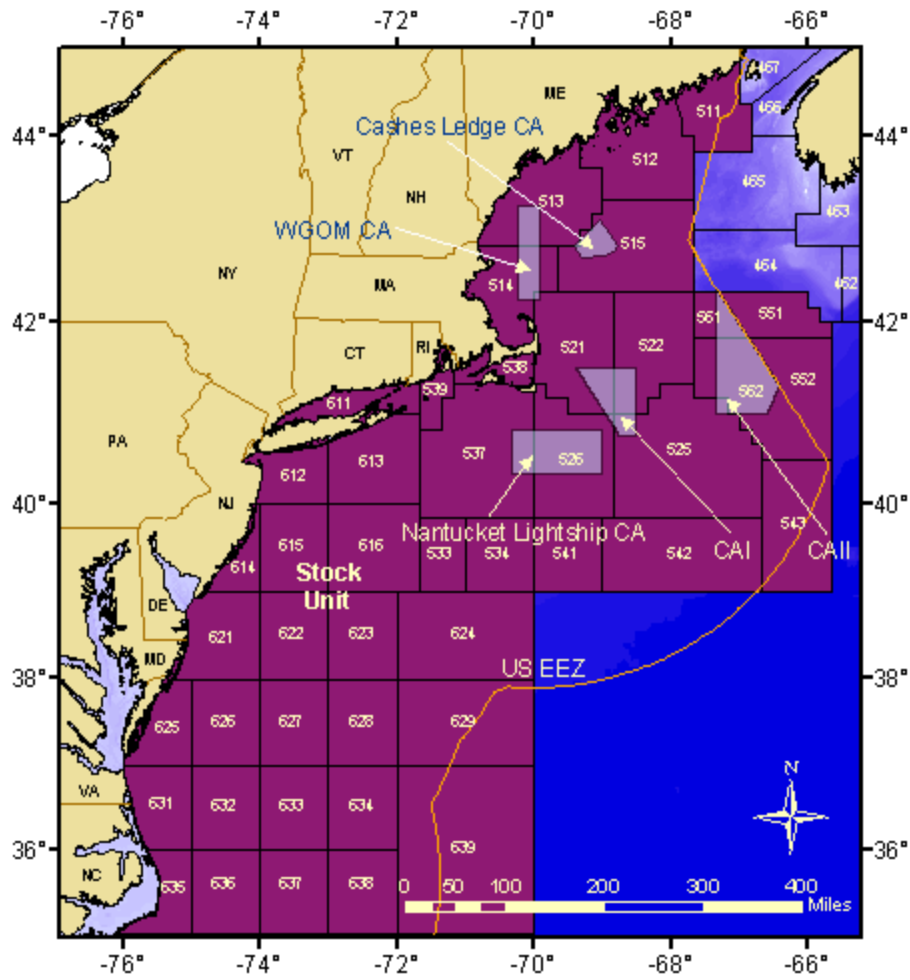 -76° -74° -72° -70° -68° -66°
467
ME
511
466
44° 44°
Cashes Ledge CA
VT
512
465
NH
513
463
WGOM CA
515
464
462
NY
MA
514
42° 42°
561 551
CT RI
521 522
538
562 552
539
611
PA
537 526 525
613
612
NJ
40° 40°
Nantucket Lightship CA
543
615 616
533 534 541 542
CAI CAII
614
Stock
Unit
DE
621 622 623 624
MD
US EEZ
38° 38°
625 626 627 628 629
N
VA
631 632 633 634
36° 36°
639
NC
635 636 637 638
0 50 100 200 300 400
Miles
-76° -74° -72° -70° -68° -66°